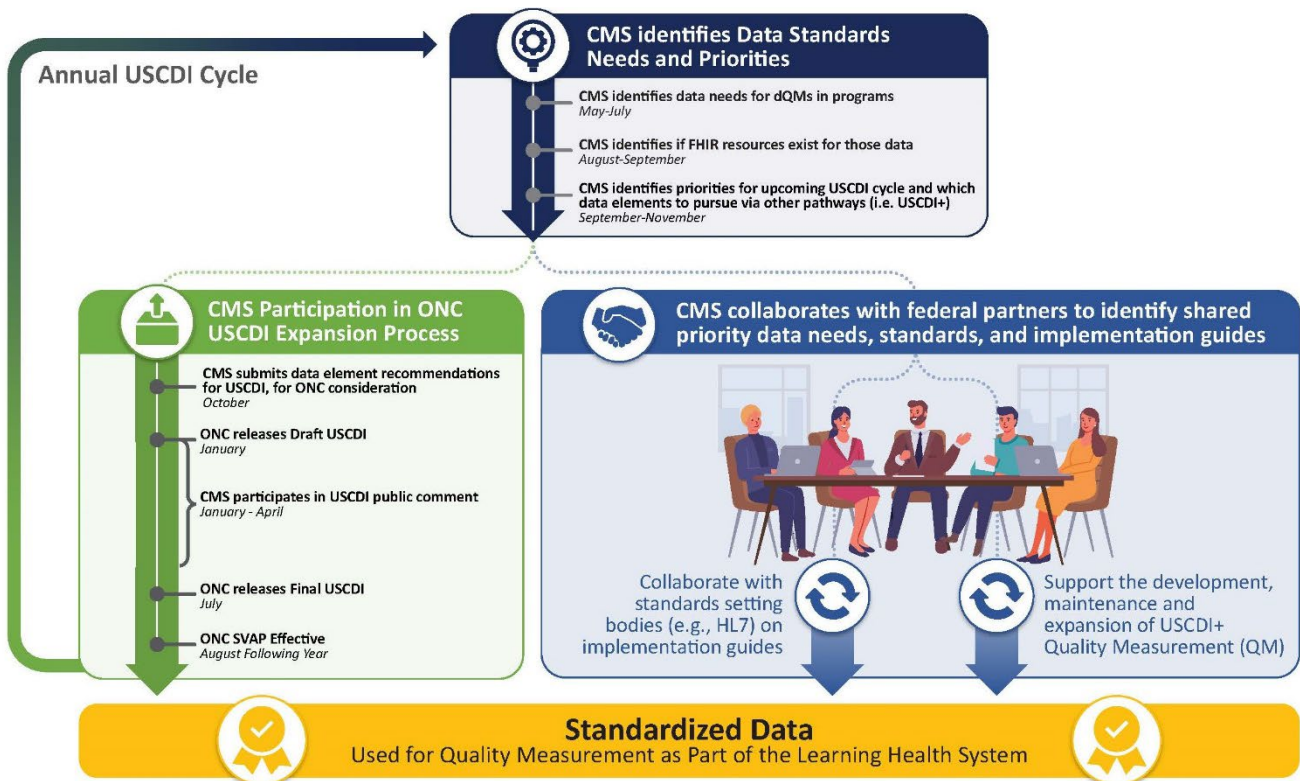 Annual USCDI Cycle
CMS identifies Data Standards
Needs and Priorities
CMS identifies data needs for dQMs in programs
May-July
CMS identifies if FHIR resources exist for those data
August-September
CMS identifies priorities for upcoming USCDI cycle and which
data elements to pursue via other pathways (i.e. USCDI+)
September-November
CMS Participation in ONC
USCDI Expansion Process
CMS submits data element recommendations
for USCDI, for ONC consideration
October
ONC releases Draft USCDI
January
CMS participates in USCDI public comment
January - April
ONC releases Final USCDI
July
ONC SVAP Effective
August Following Year
CMS collaborates with federal partners to identify shared
priority data needs, standards, and implementation guides
Collaborate with
standards setting
bodies (e.g., HL7) on
implementation guides
Support the development,
maintenance and
expansion of USCDI+
Quality Measurement (QM)
Standardized Data
Used for Quality Measurement as Part of the Learning Health System